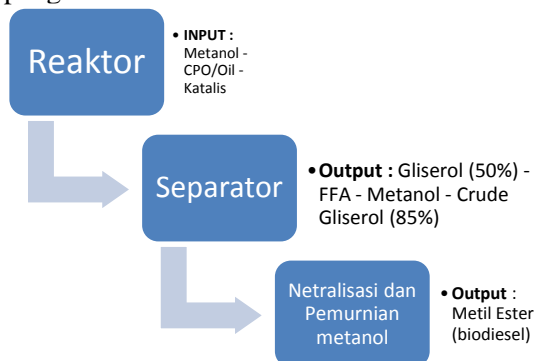 Reaktor
• INPUT :
Metanol -
CPO/Oil -
Katalis
Separator
• Output : Gliserol (50%) -
FFA - Metanol - Crude
Gliserol (85%)
Netralisasi dan
Pemurnian
metanol
• Output :
Metil Ester
(biodiesel)